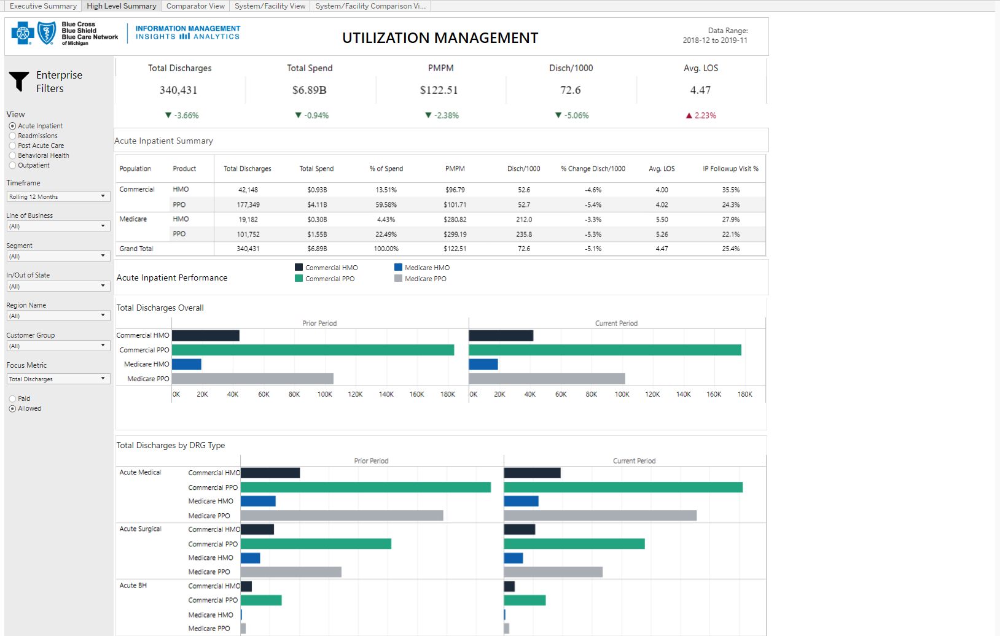 Executive Summary High Level Summary Comparator View System/Facility View System/Facility Comparison Vi...
Blue Cross
Blue Shield
Blue Care Network
of Michigan
INFORMATION MANAGEMENT
INSIGHTS ANALYTICS
UTILIZATION MANAGEMENT
Data Range:
2018-12 to 2019-11
Enterprise
Filters
View
Acute Inpatient
Readmissions
Post Acute Care
Behavioral Health
Outpatient
Timeframe
Rolling 12 Months
Line of Business
(All)
Segment
(All)
In/Out of State
(All)
Region Name
(All)
Customer Group
(All)
Focus Metric
Total Discharges
Paid
Allowed
Total Discharges Total Spend PMPM Disch/1000 Avg. LOS
340,431 $6.89B $122.51 72.6 4.47
▼ -3.66% ▼ -0.94% ▼ -2.38% ▼ -5.06% ▲ 2.23%
Acute Inpatient Summary
Population Product Total Discharges Total Spend % of Spend PMPM Disch/1000 % Change Disch/1000 Avg. LOS IP Followup Visit %
Commercial HMO 42,148 $0.93B 13.51% $96.79 52.6 -4.6% 4.00 35.5%
PPO 177,349 $4.11B 59.58% $101.71 52.7 -5.4% 4.02 24.3%
Medicare HMO 19,182 $0.30B 4.43% $280.82 212.0 -3.3% 5.50 27.9%
PPO 101,752 $1.55B 22.49% $299.19 235.8 -5.3% 5.26 22.1%
Grand Total 340,431 $6.89B 100.00% $122.51 72.6 -5.1% 4.47 25.4%
Acute Inpatient Performance
Commercial HMO Medicare HMO
Commercial PPO Medicare PPO
Total Discharges Overall
Prior Period Current Period
Commercial HMO
Commercial PPO
Medicare HMO
Medicare PPO
0K 20K 40K 60K 80K 100K 120K 140K 160K 180K 0K 20K 40K 60K 80K 100K 120K 140K 160K 180K
Total Discharges by DRG Type
Prior Period Current Period
Acute Medical Commercial HMO
Commercial PPO
Medicare HMO
Medicare PPO
Acute Surgical Commercial HMO
Commercial PPO
Medicare HMO
Medicare PPO
Acute BH Commercial HMO
Commercial PPO
Medicare HMO
Medicare PPO